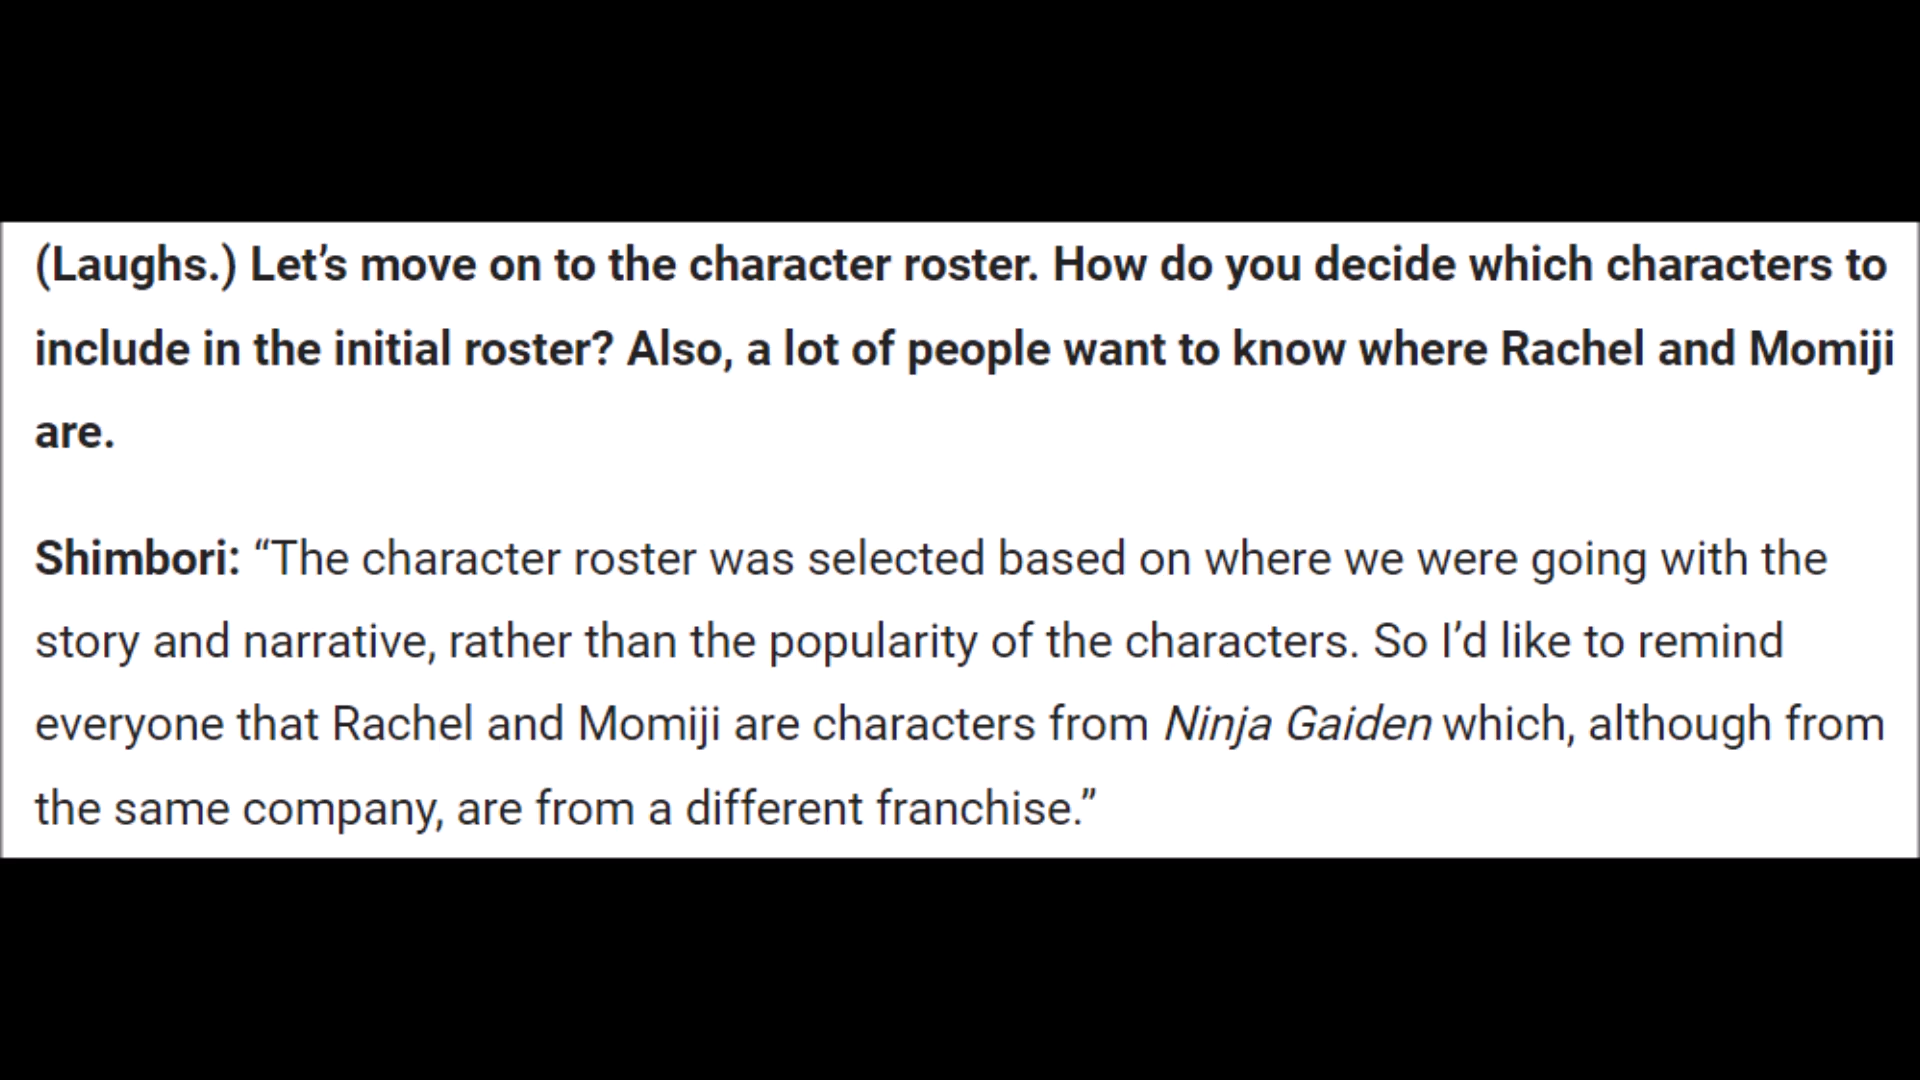 (Laughs.) Let’s move on to the character roster. How do you decide which characters to
include in the initial roster? Also, a lot of people want to know where Rachel and Momiji
are.
Shimbori: “The character roster was selected based on where we were going with the
story and narrative, rather than the popularity of the characters. So I’d like to remind
everyone that Rachel and Momiji are characters from Ninja Gaiden which, although from
the same company, are from a different franchise.”